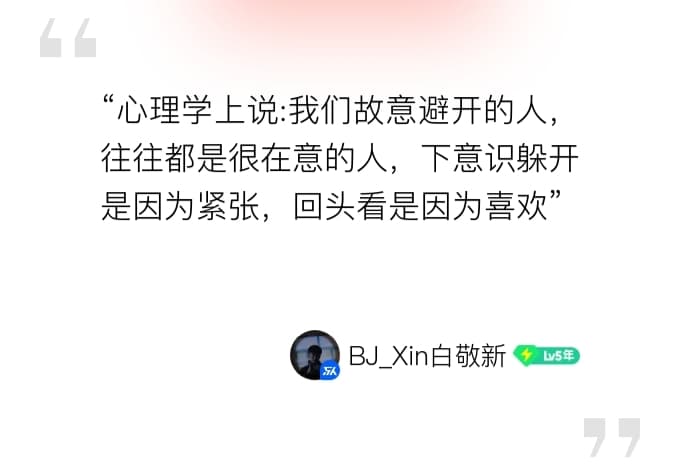 “心理学上说:我们故意避开的人，
往往都是很在意的人，下意识躲开
是因为紧张，回头看是因为喜欢”
BJ_Xin白敬新 Lv5年